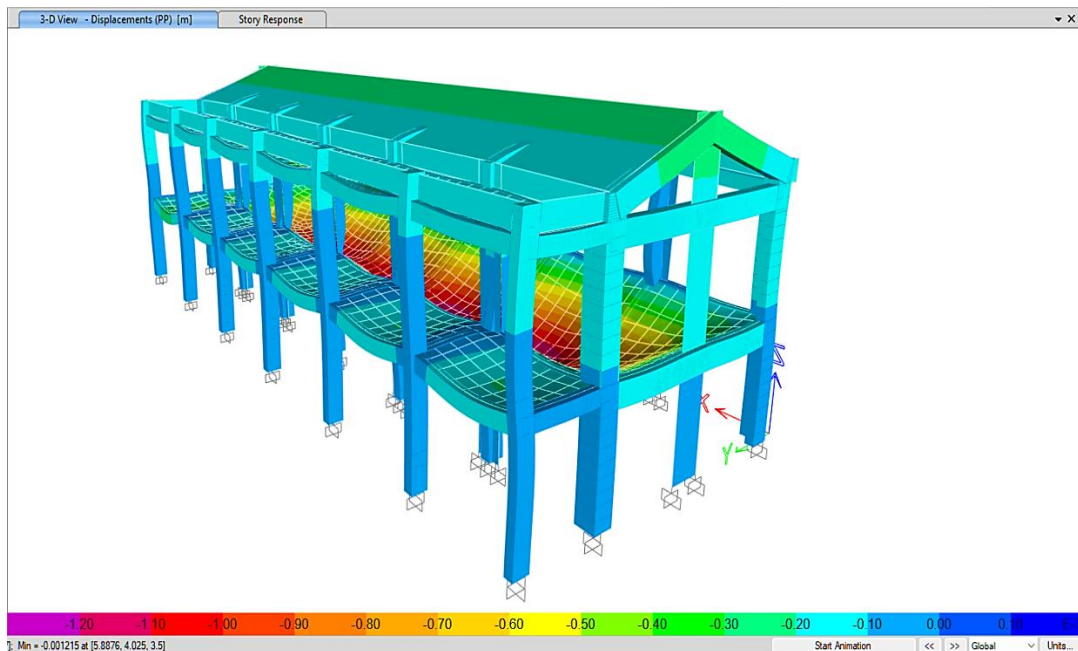 3-D View - Displacements (PP) [m]
Story Response
X
Y
Z
-1.20 -1.10 -1.00 -0.90 -0.80 -0.70 -0.60 -0.50 -0.40 -0.30 -0.20 -0.10 0.00 0.10
Min = -0.001215 at [5.8876, 4.025, 3.5]
Start Animation << >> Global Units...